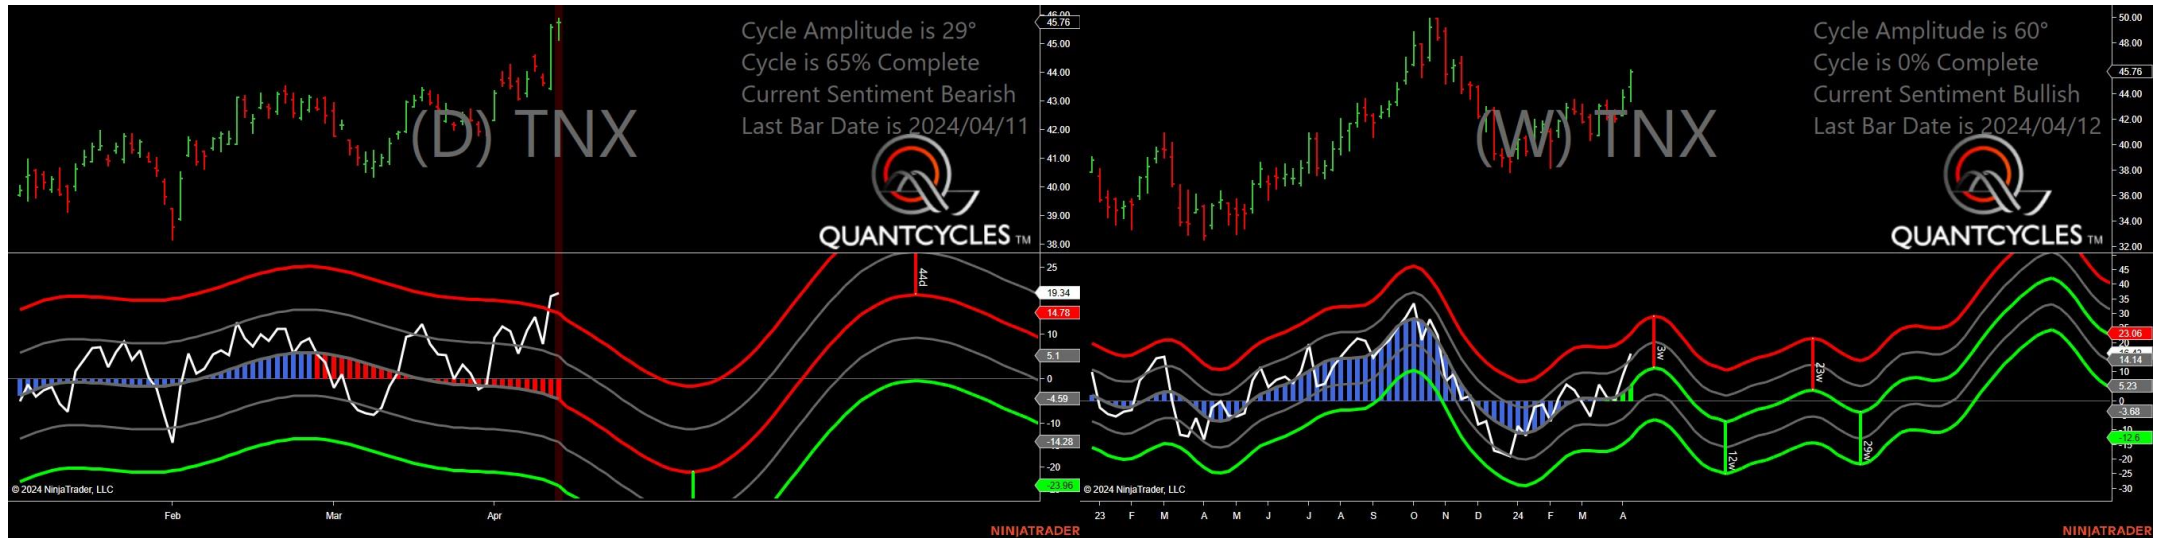 Cycle Amplitude is 29°
Cycle is 65% Complete
Current Sentiment Bearish
Last Bar Date is 2024/04/11
(D) TNX
QUANTCYCLES TM
46.00
45.76
45.00
44.00
43.00
42.00
41.00
40.00
39.00
38.00
44d
25
19.34
14.78
10
5.1
0
-4.59
-10
-14.28
-20
-23.96
© 2024 NinjaTrader, LLC
Feb Mar Apr
NINJATRADER
Cycle Amplitude is 60°
Cycle is 0% Complete
Current Sentiment Bullish
Last Bar Date is 2024/04/12
(W) TNX
QUANTCYCLES TM
50.00
48.00
45.76
44.00
42.00
40.00
38.00
36.00
34.00
32.00
3w
23w
12w
29w
45
40
35
30
23.06
20
14.14
10
5.23
0
-3.68
-10
-12.6
-15
-20
-25
-30
© 2024 NinjaTrader, LLC
23 F M A M J J A S O N D 24 F M A
NINJATRADER